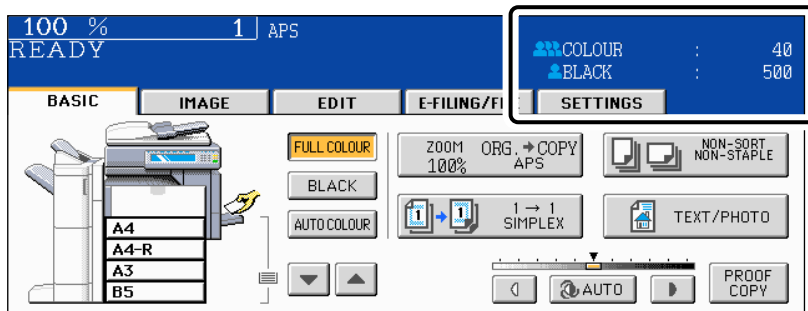 100 % 1 APS
READY
COLOUR : 40
BLACK : 500
BASIC IMAGE EDIT E-FILING/F SETTINGS
FULL COLOUR
BLACK
AUTO COLOUR
ZOOM ORG.→COPY
100% APS
NON-SORT
NON-STAPLE
1 1
1 → 1
SIMPLEX
TEXT/PHOTO
A4
A4-R
A3
B5
AUTO
PROOF
COPY